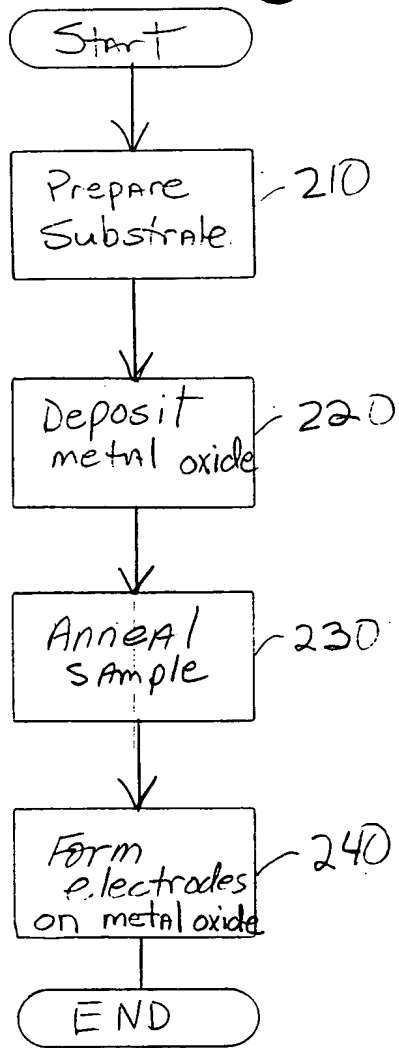 Start
Prepare
Substrate
210
Deposit
metal oxide
220
Anneal
sample
230
Form
electrodes
on metal oxide
240
END